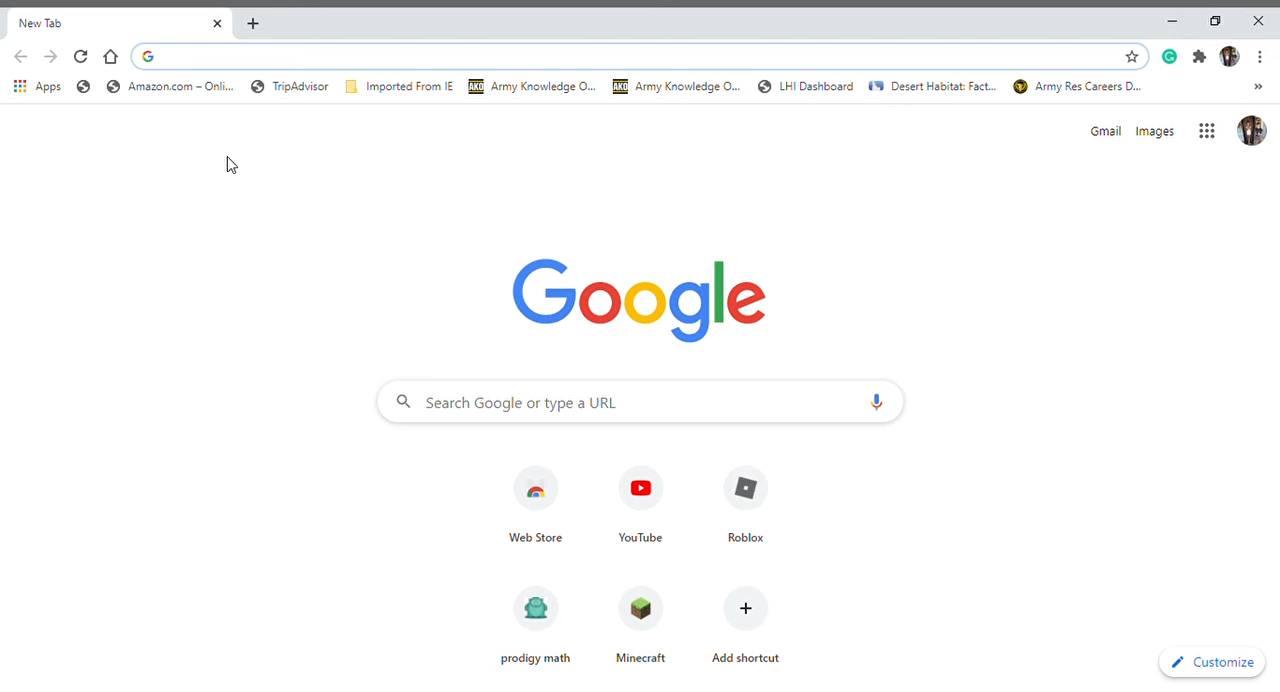 New Tab
Apps
Amazon.com – Onli...
TripAdvisor
Imported From IE
AKO Army Knowledge O...
AKO Army Knowledge O...
LHI Dashboard
Desert Habitat: Fact...
Army Res Careers D...
Gmail Images
Google
Search Google or type a URL
Web Store YouTube Roblox
prodigy math Minecraft Add shortcut
Customize